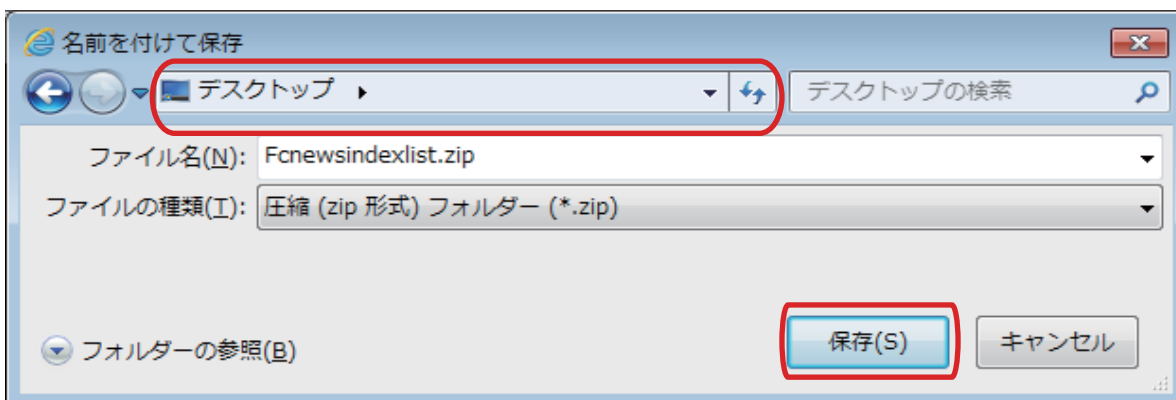 名前を付けて保存
デスクトップ デスクトップの検索
ファイル名(N): Fcnewsindexlist.zip
ファイルの種類(T): 圧縮 (zip 形式) フォルダー (*.zip)
フォルダーの参照(B) 保存(S) キャンセル